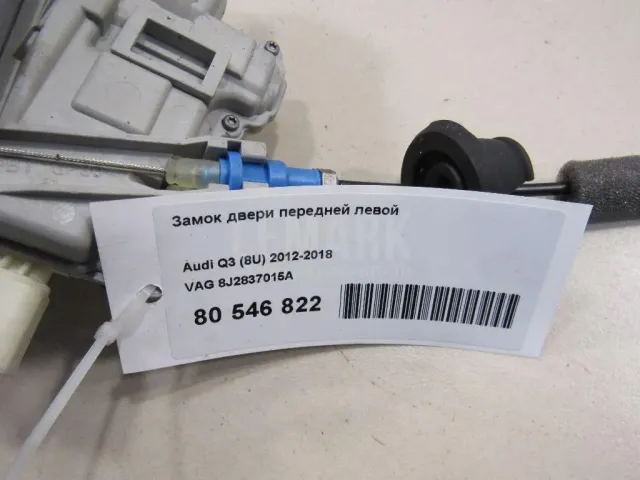 Замок двери передней левой
Audi Q3 (8U) 2012-2018
VAG 8J2837015A
80 546 822